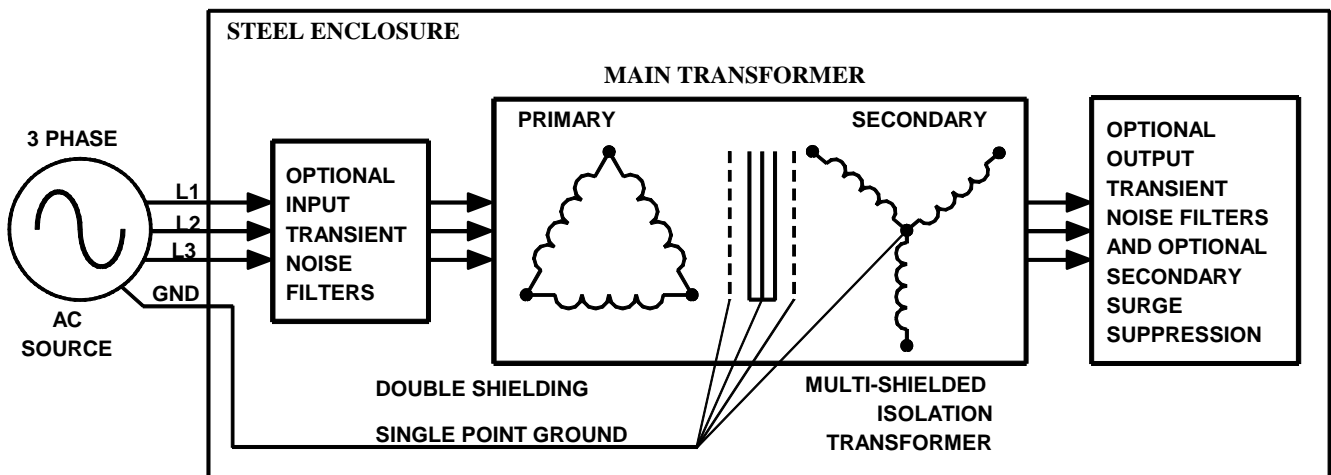 STEEL ENCLOSURE
MAIN TRANSFORMER
PRIMARY
SECONDARY
3 PHASE
L1
L2
L3
GND
AC
SOURCE
OPTIONAL
INPUT
TRANSIENT
NOISE
FILTERS
OPTIONAL
OUTPUT
TRANSIENT
NOISE FILTERS
AND OPTIONAL
SECONDARY
SURGE
SUPPRESSION
DOUBLE SHIELDING
SINGLE POINT GROUND
MULTI-SHIELDED
ISOLATION
TRANSFORMER